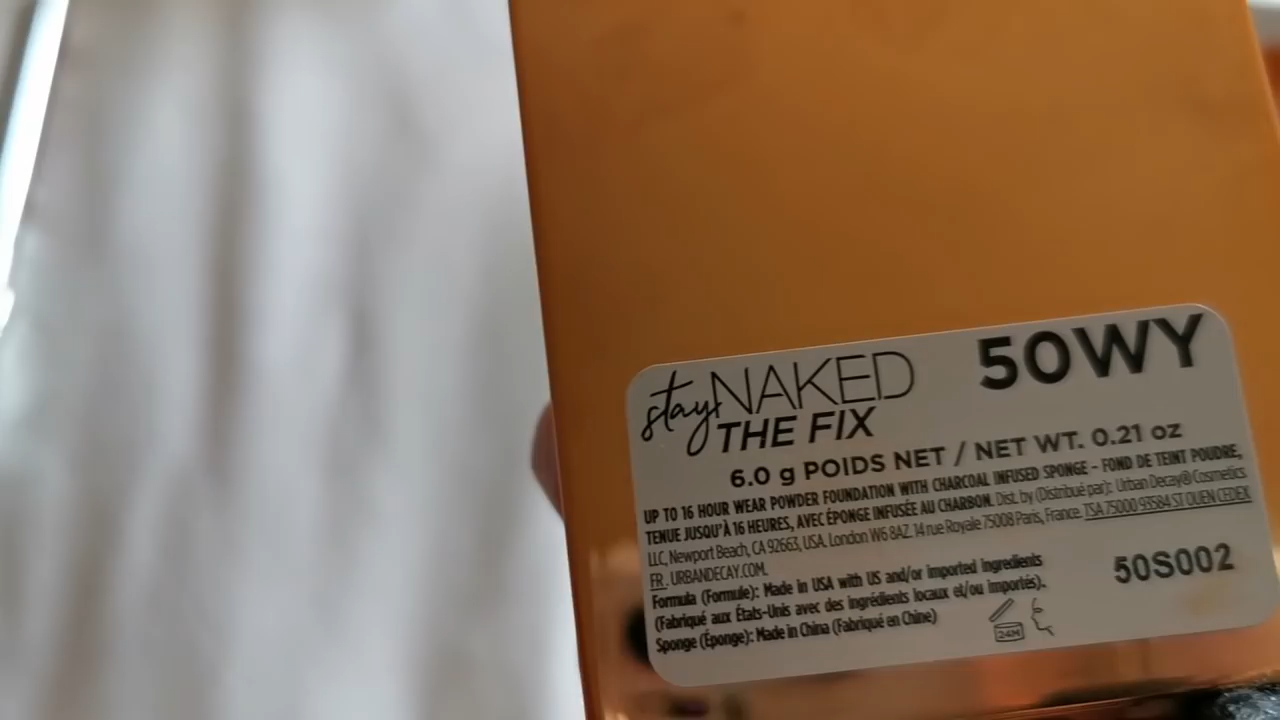 stay NAKED
THE FIX
50WY
6.0 g POIDS NET / NET WT. 0.21 oz
UP TO 16 HOUR WEAR POWDER FOUNDATION WITH CHARCOAL INFUSED SPONGE – FOND DE TEINT POUDRE,
TENUE JUSQU'À 16 HEURES, AVEC ÉPONGE INFUSÉE AU CHARBON. Dist. by (Distribué par): Urban Decay® Cosmetics
LLC, Newport Beach, CA 92663, USA. London W6 8AZ. 14 rue Royale 75008 Paris, France. TSA 75000 93584 ST OUEN CEDEX
FR. URBANDECAY.COM.
Formula (Formule): Made in USA with US and/or imported ingredients
(Fabriqué aux États-Unis avec des ingrédients locaux et/ou importés).
Sponge (Éponge): Made in China (Fabriqué en Chine)
50S002
24M